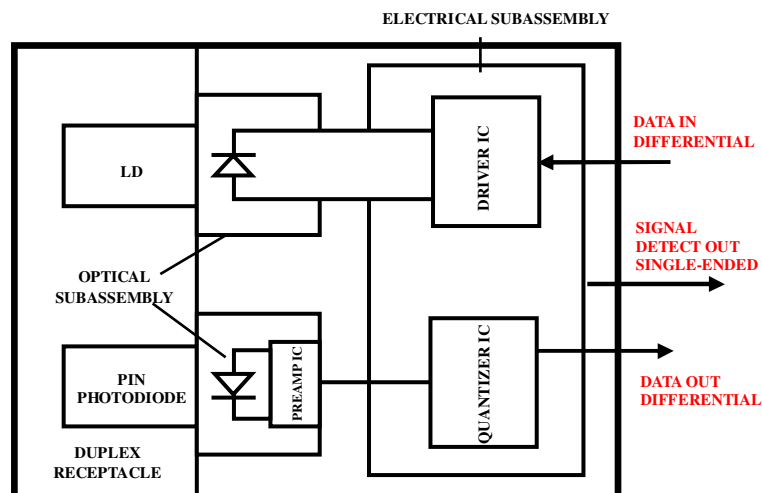 ELECTRICAL SUBASSEMBLY
DATA IN
DIFFERENTIAL
LD
DRIVER IC
SIGNAL
DETECT OUT
SINGLE-ENDED
OPTICAL
SUBASSEMBLY
PIN
PHOTODIODE
PREAMP IC
QUANTIZER IC
DATA OUT
DIFFERENTIAL
DUPLEX
RECEPTACLE